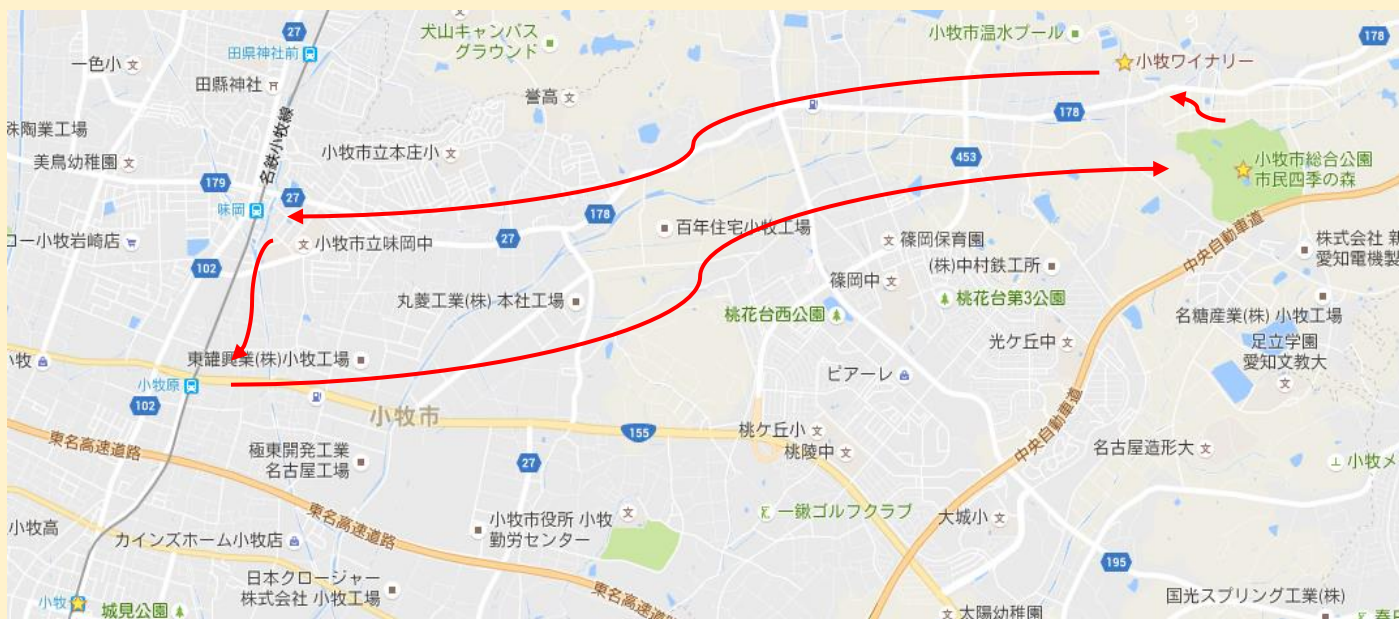 27
犬山キャンパス
グラウンド
小牧市温水プール
178
田県神社前
一色小
小牧ワイナリー
田縣神社
誉高
178
株陶業工場
名鉄小牧線
小牧市立本庄小
美鳥幼稚園
453
小牧市総合公園
市民四季の森
179
27
味岡
178
百年住宅小牧工場
コー小牧岩崎店
小牧市立味岡中
27
篠岡保育園
中央自動車道
株式会社 新
愛知電機製
102
(株)中村鉄工所
篠岡中
丸菱工業(株) 本社工場
桃花台第3公園
桃花台西公園
名糖産業(株) 小牧工場
光ケ丘中
足立学園
愛知文教大
小牧
東罐興業(株)小牧工場
ピアーレ
小牧原
102
小牧市
中央自動車道
155
桃ケ丘小
桃陵中
東名高速道路
極東開発工業
名古屋工場
27
名古屋造形大
小牧メ
東名高速道路
小牧市役所 小牧
勤労センター
一鍬ゴルフクラブ
大城小
小牧高
カインズホーム小牧店
195
日本クロージャー
株式会社 小牧工場
東名高速道路
国光スプリング工業(株)
小牧
城見公園
太陽幼稚園
春日